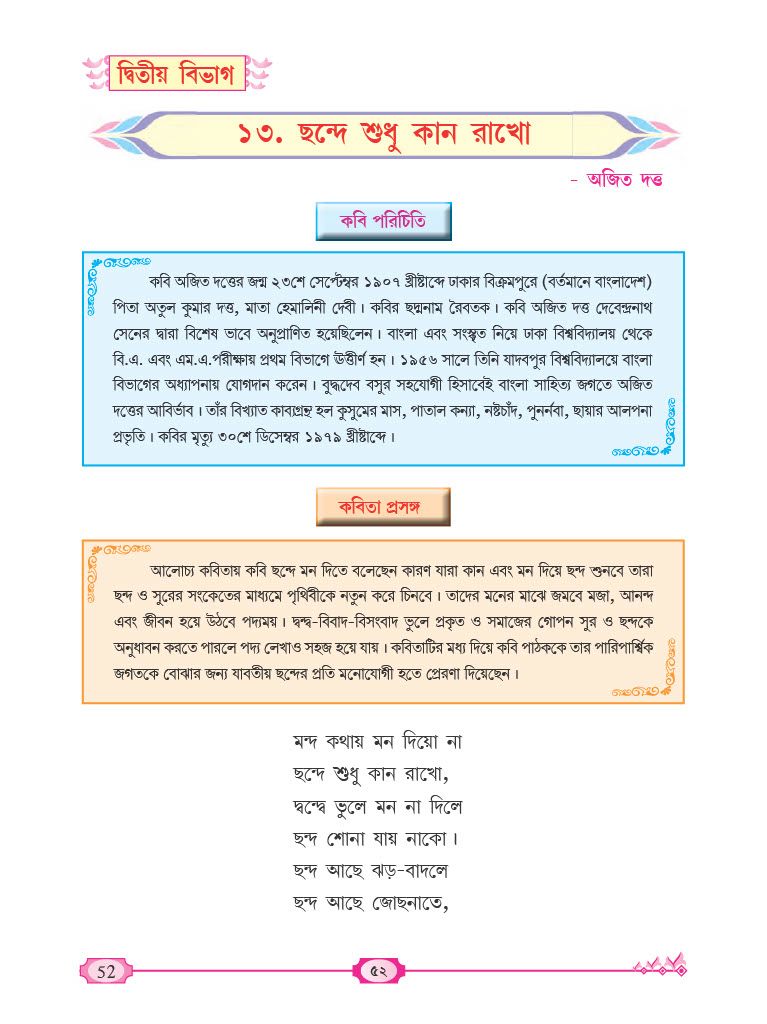 দ্বিতীয় বিভাগ
১৩. ছন্দে শুধু কান রাখো
- অজিত দত্ত
কবি পরিচিতি
কবি অজিত দত্তের জন্ম ২৩শে সেপ্টেম্বর ১৯০৭ খ্রীষ্টাব্দে ঢাকার বিক্রমপুরে (বর্তমানে বাংলাদেশ)
পিতা অতুল কুমার দত্ত, মাতা হেমালিনী দেবী। কবির ছদ্মনাম রৈবতক। কবি অজিত দত্ত দেবেন্দ্রনাথ
সেনের দ্বারা বিশেষ ভাবে অনুপ্রাণিত হয়েছিলেন। বাংলা এবং সংস্কৃত নিয়ে ঢাকা বিশ্ববিদ্যালয় থেকে
বি.এ. এবং এম.এ.পরীক্ষায় প্রথম বিভাগে উত্তীর্ণ হন। ১৯৫৬ সালে তিনি যাদবপুর বিশ্ববিদ্যালয়ে বাংলা
বিভাগের অধ্যাপনায় যোগদান করেন। বুদ্ধদেব বসুর সহযোগী হিসাবেই বাংলা সাহিত্য জগতে অজিত
দত্তের আবির্ভাব। তাঁর বিখ্যাত কাব্যগ্রন্থ হল কুসুমের মাস, পাতাল কন্যা, নষ্টচাঁদ, পুনর্নবা, ছায়ার আলপনা
প্রভৃতি। কবির মৃত্যু ৩০শে ডিসেম্বর ১৯৭৯ খ্রীষ্টাব্দে।
কবিতা প্রসঙ্গ
আলোচ্য কবিতায় কবি ছন্দে মন দিতে বলেছেন কারণ যারা কান এবং মন দিয়ে ছন্দ শুনবে তারা
ছন্দ ও সুরের সংকেতের মাধ্যমে পৃথিবীকে নতুন করে চিনবে। তাদের মনের মাঝে জমবে মজা, আনন্দ
এবং জীবন হয়ে উঠবে পদ্যময়। দ্বন্দ্ব-বিবাদ-বিসংবাদ ভুলে প্রকৃত ও সমাজের গোপন সুর ও ছন্দকে
অনুধাবন করতে পারলে পদ্য লেখাও সহজ হয়ে যায়। কবিতাটির মধ্য দিয়ে কবি পাঠককে তার পারিপার্শ্বিক
জগতকে বোঝার জন্য যাবতীয় ছন্দের প্রতি মনোযোগী হতে প্রেরণা দিয়েছেন।
মন্দ কথায় মন দিয়ো না
ছন্দে শুধু কান রাখো,
দ্বন্দ্বে ভুলে মন না দিলে
ছন্দ শোনা যায় নাকো।
ছন্দ আছে ঝড়-বাদলে
ছন্দ আছে জোছনাতে,
52
৫২